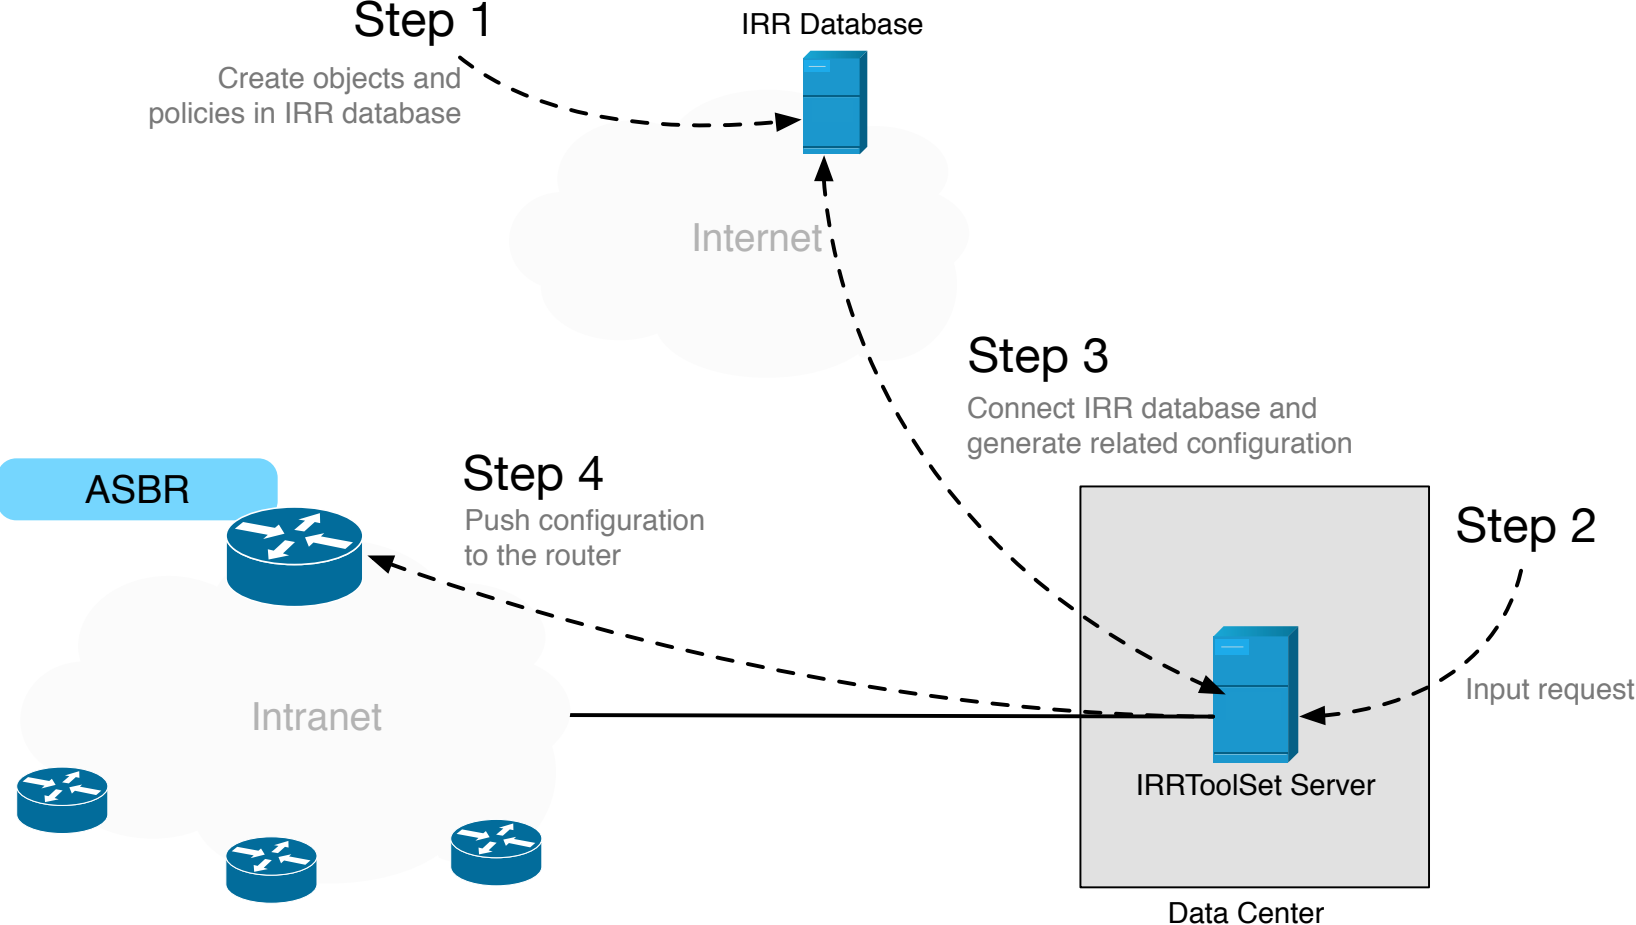 Step 1
Create objects and
policies in IRR database
IRR Database
Internet
Step 3
Connect IRR database and
generate related configuration
ASBR
Step 4
Push configuration
to the router
Step 2
Input request
Intranet
IRRToolSet Server
Data Center